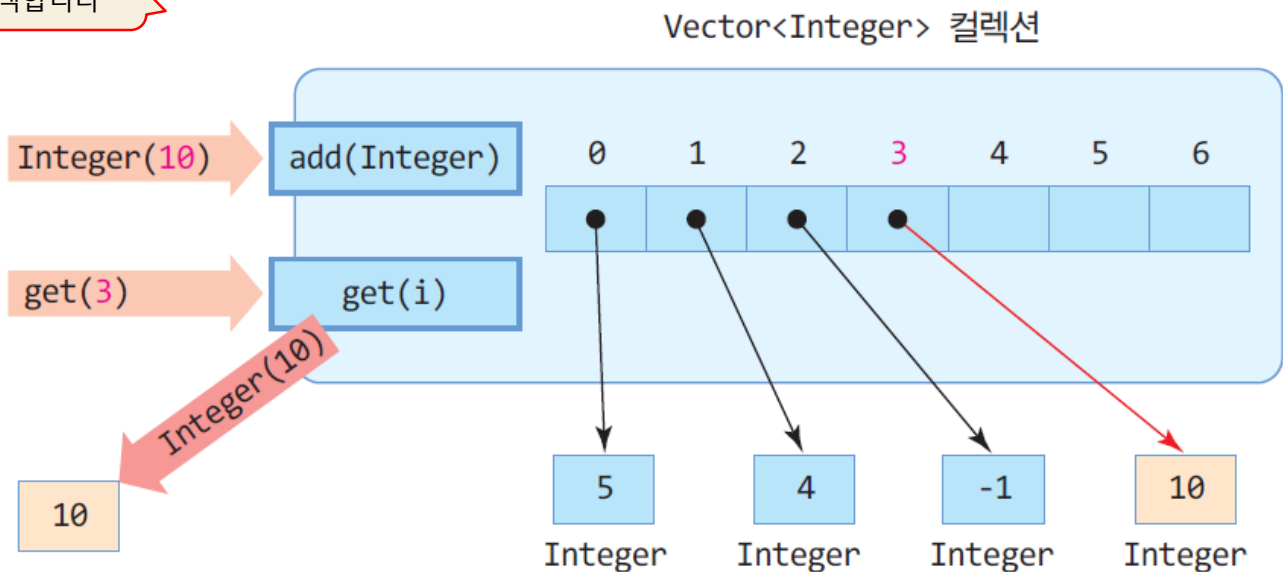 Vector<Integer> 컬렉션
Integer(10)
add(Integer)
0 1 2 3 4 5 6
get(3)
get(i)
Integer(10)
10
5 4 -1 10
Integer Integer Integer Integer